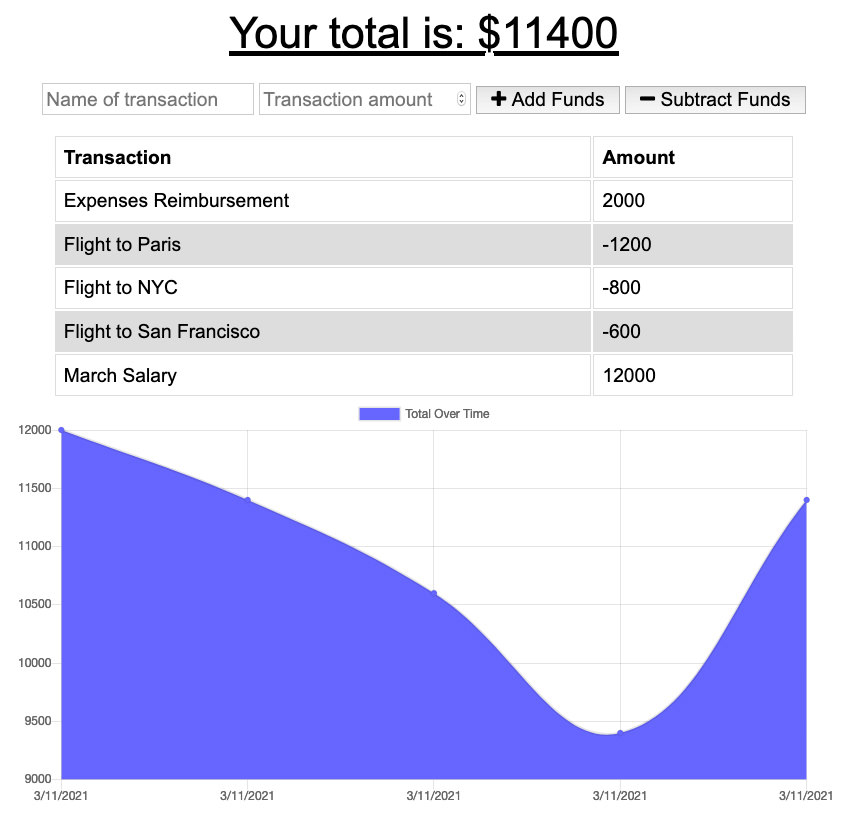 Your total is: $11400
Name of transaction Transaction amount Add Funds Subtract Funds
Transaction Amount
Expenses Reimbursement 2000
Flight to Paris -1200
Flight to NYC -800
Flight to San Francisco -600
March Salary 12000
Total Over Time
12000
11500
11000
10500
10000
9500
9000
3/11/2021 3/11/2021 3/11/2021 3/11/2021 3/11/2021